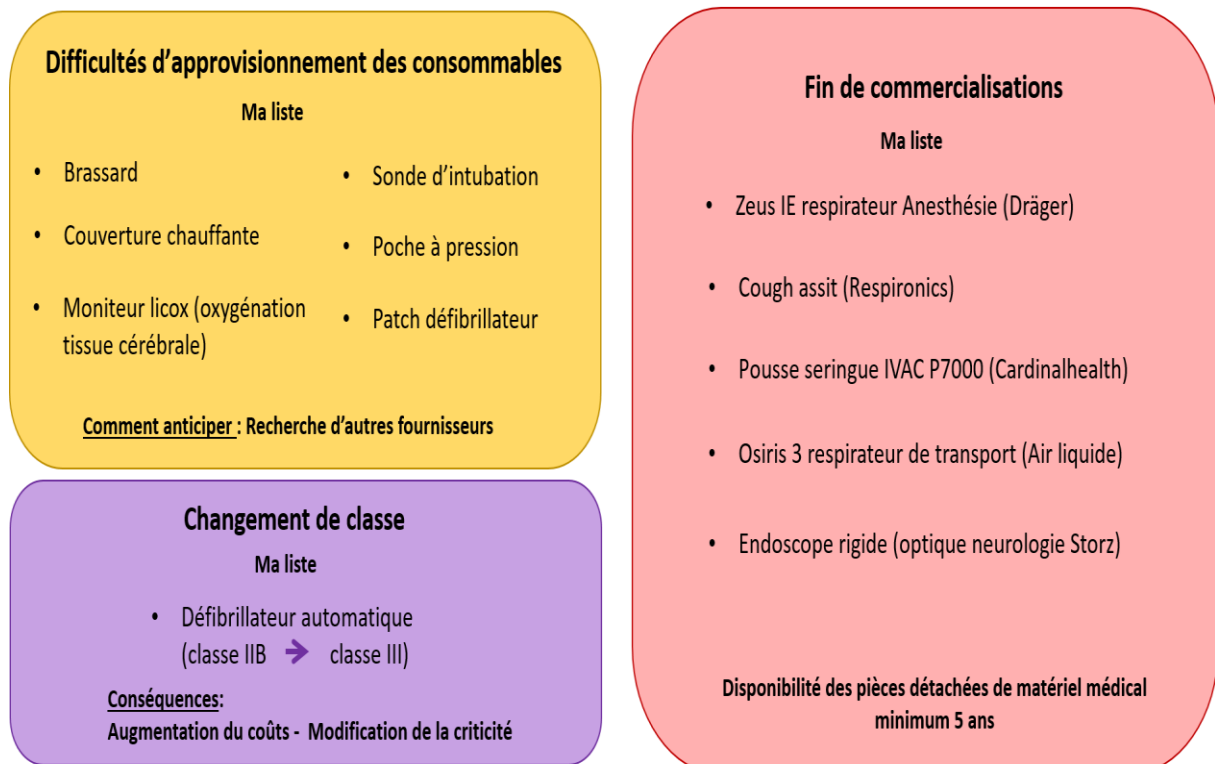 Difficultés d'approvisionnement des consommables
Ma liste
• Brassard
• Couverture chauffante
• Moniteur licox (oxygénation
tissue cérébrale)
• Sonde d'intubation
• Poche à pression
• Patch défibrillateur
Comment anticiper : Recherche d'autres fournisseurs
Changement de classe
Ma liste
• Défibrillateur automatique
(classe IIB ➔ classe III)
Conséquences:
Augmentation du coûts - Modification de la criticité
Fin de commercialisations
Ma liste
• Zeus IE respirateur Anesthésie (Dräger)
• Cough assit (Respironics)
• Pousse seringue IVAC P7000 (Cardinalhealth)
• Osiris 3 respirateur de transport (Air liquide)
• Endoscope rigide (optique neurologie Storz)
Disponibilité des pièces détachées de matériel médical
minimum 5 ans